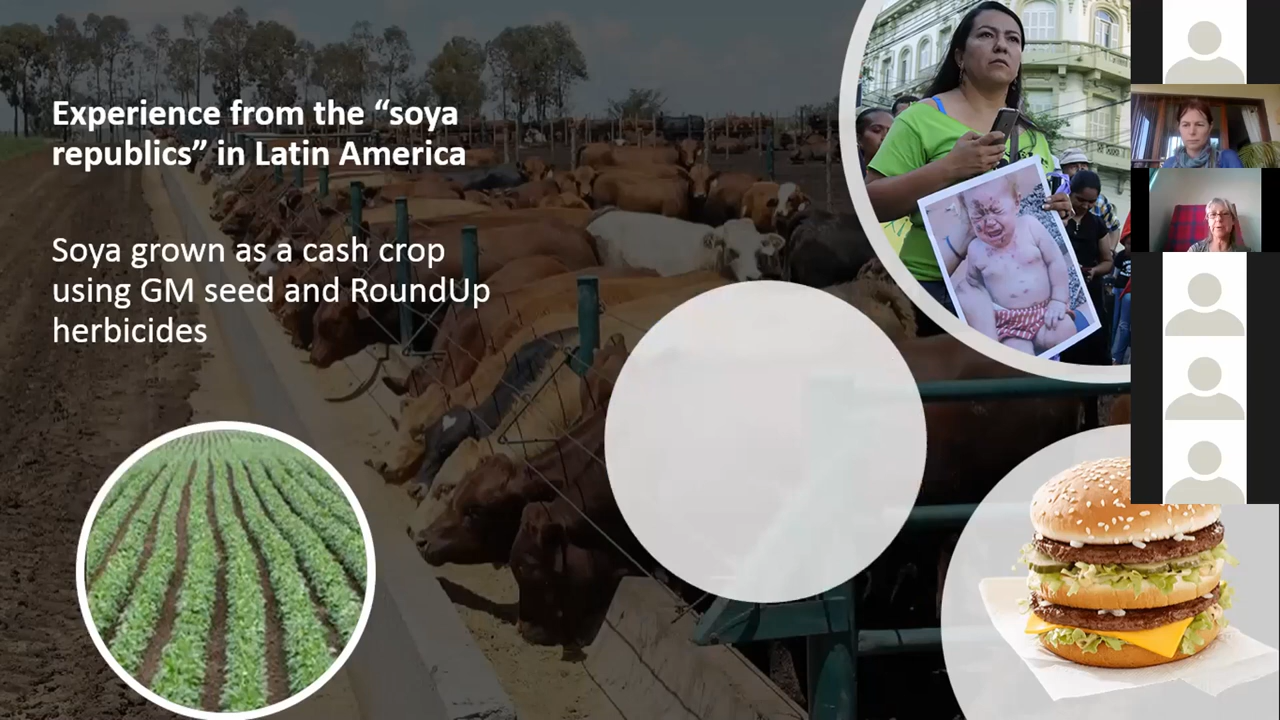 Experience from the “soya
republics” in Latin America
Soya grown as a cash crop
using GM seed and RoundUp
herbicides